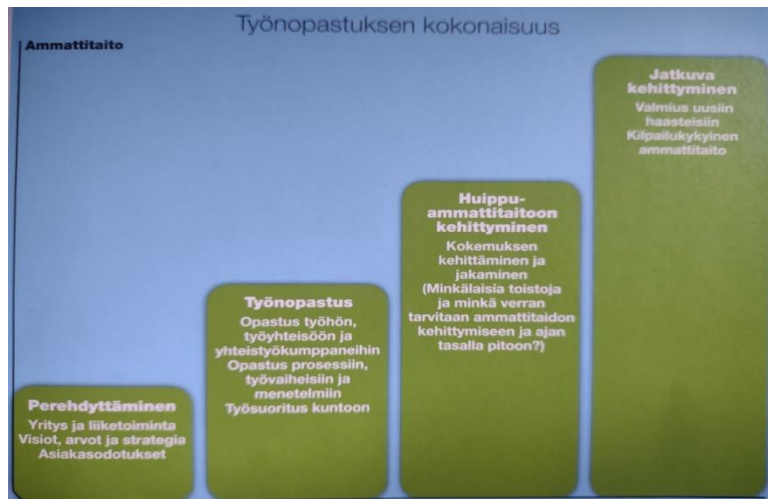 Työnopastuksen kokonaisuus
Ammattitaito
Perehdyttäminen
Yritys ja liiketoiminta
Visiot, arvot ja strategia
Asiakasodotukset
Työnopastus
Opastus työhön,
työyhteisöön ja
yhteistyökumppaneihin
Opastus prosessiin,
työvaiheisiin ja
menetelmiin
Työsuoritus kuntoon
Huippu-
ammattitaitoon
kehittyminen
Kokemuksen
kehittäminen ja
jakaminen
(Minkälaisia toistoja
ja minkä verran
tarvitaan ammattitaidon
kehittymiseen ja ajan
tasalla pitoon?)
Jatkuva
kehittyminen
Valmius uusiin
haasteisiin
Kilpailukykyinen
ammattitaito